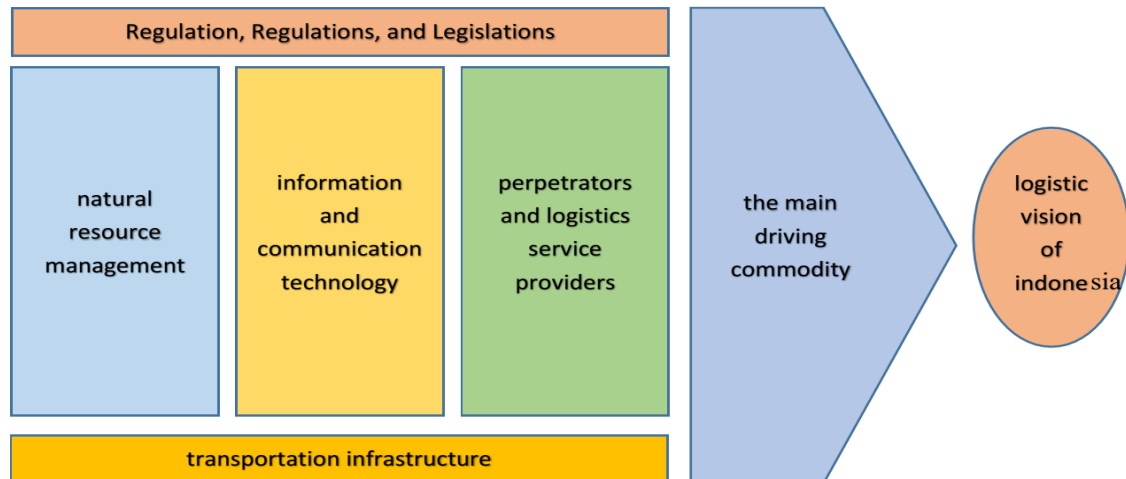 Regulation, Regulations, and Legislations
natural
resource
management
information
and
communication
technology
perpetrators
and logistics
service
providers
the main
driving
commodity
logistic
vision
of
indonesia
transportation infrastructure